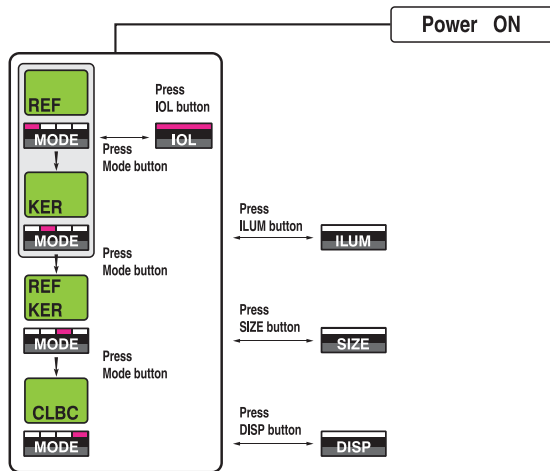 Power ON
REF
MODE
Press
IOL button
IOL
Press
Mode button
KER
MODE
Press
ILUM button
ILUM
Press
Mode button
REF
KER
MODE
Press
SIZE button
SIZE
Press
Mode button
CLBC
MODE
Press
DISP button
DISP